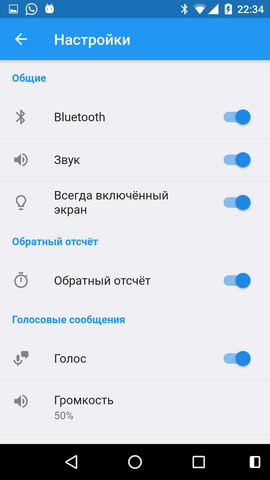 22:34
Настройки
Общие
Bluetooth
Звук
Всегда включённый
экран
Обратный отсчёт
Обратный отсчёт
Голосовые сообщения
Голос
Громкость
50%